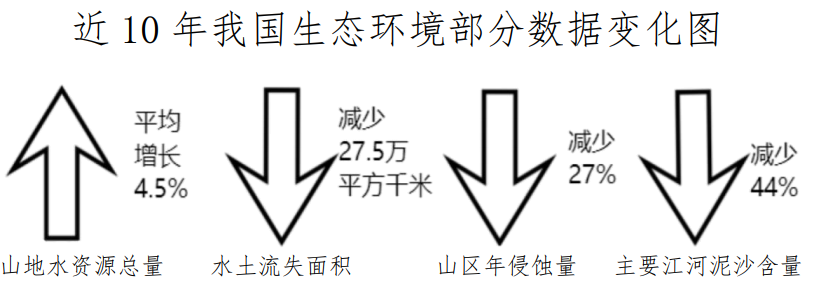 近 10 年我国生态环境部分数据变化图
平均
增长
4.5%
山地水资源总量
减少
27.5万
平方千米
水土流失面积
减少
27%
山区年侵蚀量
减少
44%
主要江河泥沙含量